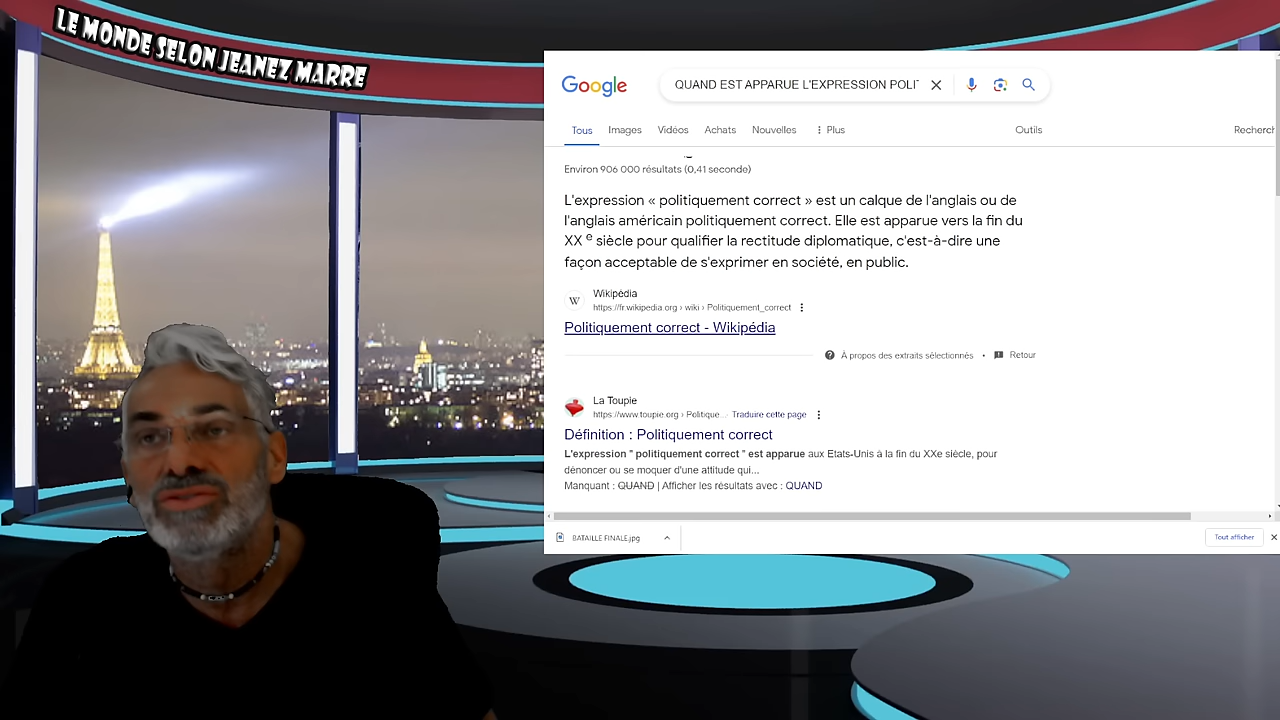 LE MONDE SELON JEANEZ MARRE
Google
QUAND EST APPARUE L'EXPRESSION POLIT
Tous Images Vidéos Achats Nouvelles Plus Outils Recherch
Environ 906 000 résultats (0,41 seconde)
L'expression « politiquement correct » est un calque de l'anglais ou de
l'anglais américain politiquement correct. Elle est apparue vers la fin du
XX e siècle pour qualifier la rectitude diplomatique, c'est-à-dire une
façon acceptable de s'exprimer en société, en public.
W
Wikipédia
https://fr.wikipedia.org › wiki › Politiquement_correct
Politiquement correct - Wikipédia
À propos des extraits sélectionnés • Retour
La Toupie
https://www.toupie.org › Politique... Traduire cette page
Définition : Politiquement correct
L'expression " politiquement correct " est apparue aux Etats-Unis à la fin du XXe siècle, pour
dénoncer ou se moquer d'une attitude qui...
Manquant : QUAND | Afficher les résultats avec : QUAND
BATAILLE FINALE.jpg
Tout afficher